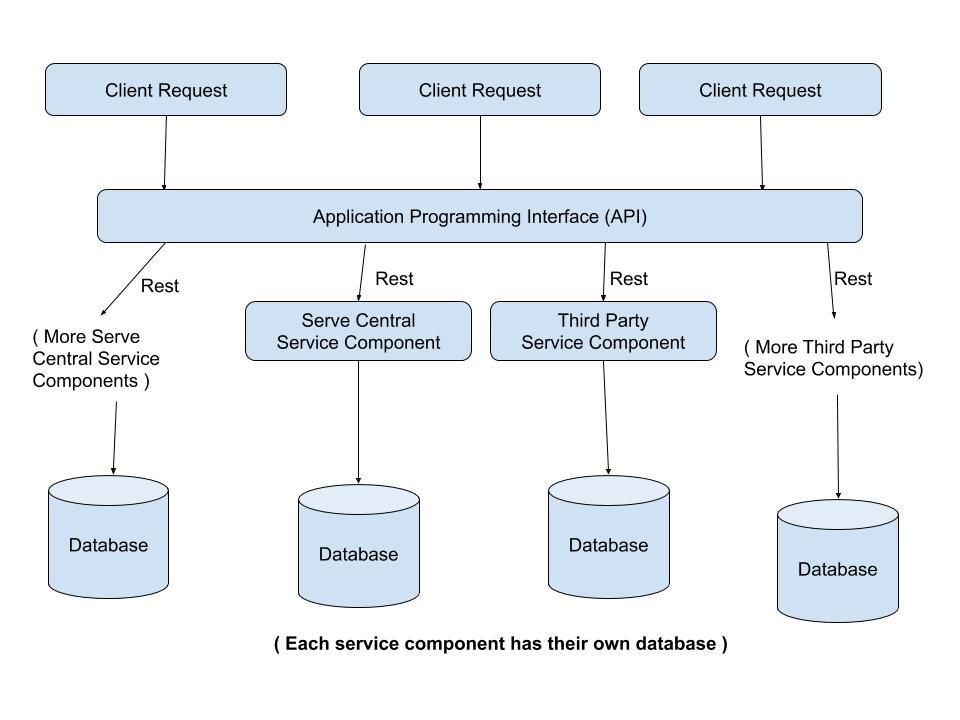 Client Request
Client Request
Client Request
Application Programming Interface (API)
Rest
Rest
Rest
Rest
( More Serve
Central Service
Components )
Serve Central
Service Component
Third Party
Service Component
( More Third Party
Service Components)
Database
Database
Database
Database
( Each service component has their own database )